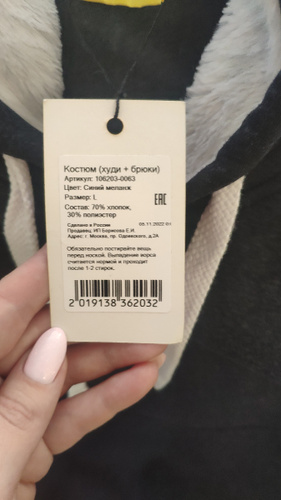 Костюм (худи + брюки)
Артикул: 106203-0063
Цвет: Синий меланж
Размер: L
Состав: 70% хлопок,
30% полиэстер
ЕАС
Сделано в России 05.11.2022
Продавец: ИП Борисова Е.И.
Адрес: г. Москва, пр. Одоевского, д.2А
Обязательно постирайте вещь
перед ноской. Выпадение ворса
считается нормой и проходит
после 1-2 стирок.
2 019138 362032